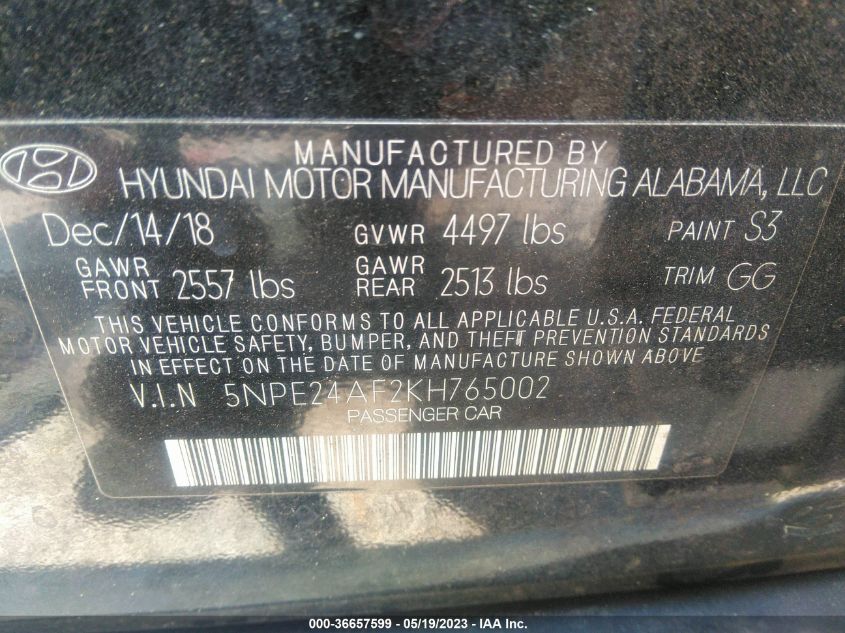 MANUFACTURED BY
HYUNDAI MOTOR MANUFACTURING ALABAMA, LLC
Dec/14/18 GVWR 4497 lbs PAINT S3
GAWR FRONT 2557 lbs GAWR REAR 2513 lbs TRIM GG
THIS VEHICLE CONFORMS TO ALL APPLICABLE U.S.A. FEDERAL
MOTOR VEHICLE SAFETY, BUMPER, AND THEFT PREVENTION STANDARDS
IN EFFECT ON THE DATE OF MANUFACTURE SHOWN ABOVE
V.I.N 5NPE24AF2KH765002
PASSENGER CAR
000-36657599 — 05/19/2023 — IAA Inc.